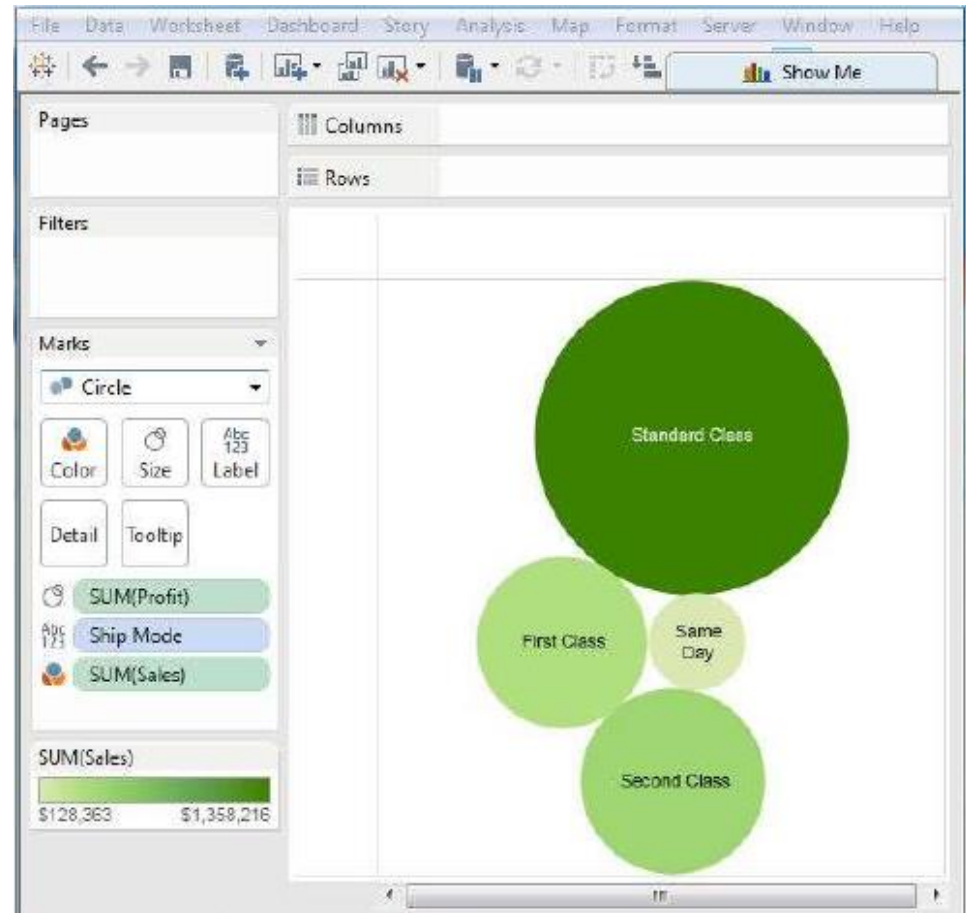 File Data Worksheet Dashboard Story Analysis Map Format Server Window Help
Show Me
Pages
Columns
Rows
Filters
Marks
Circle
Color Size Abc 123 Label
Detail Tooltip
SUM(Profit)
Abc 123 Ship Mode
SUM(Sales)
SUM(Sales)
$128,363 $1,358,216
Standard Class
First Class
Same
Day
Second Class